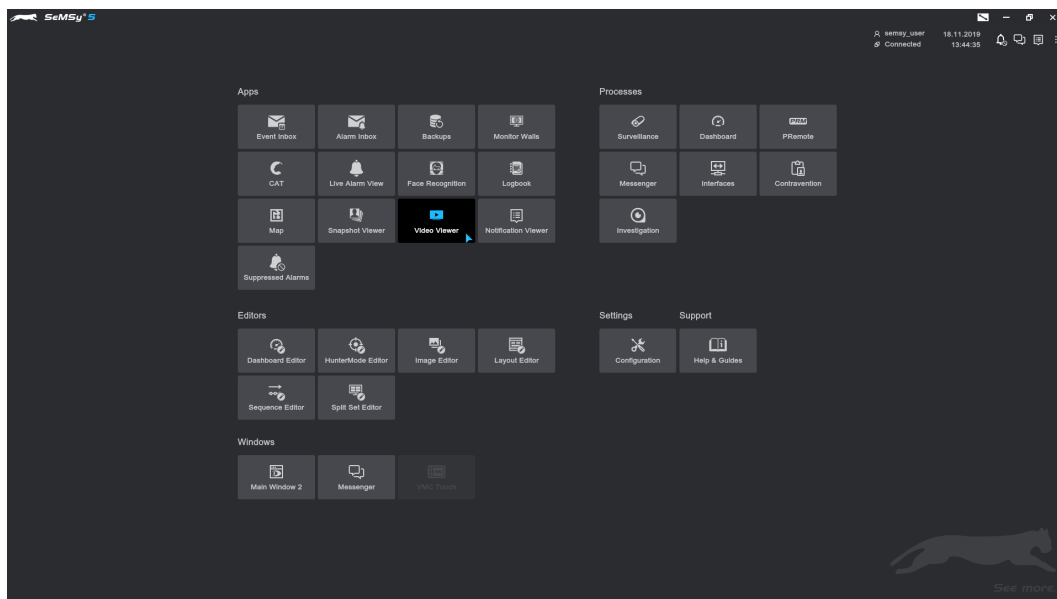 SeMSy®5
semsy_user 18.11.2019
Connected 13:44:35
Apps
Event Inbox Alarm Inbox Backups Monitor Walls
CAT Live Alarm View Face Recognition Logbook
Map Snapshot Viewer Video Viewer Notification Viewer
Suppressed Alarms
Processes
Surveillance Dashboard PRM PRemote
Messenger Interfaces Contravention
Investigation
Editors
Dashboard Editor HunterMode Editor Image Editor Layout Editor
Sequence Editor Split Set Editor
Settings Support
Configuration Help & Guides
Windows
Main Window 2 Messenger VMC Touch
See more